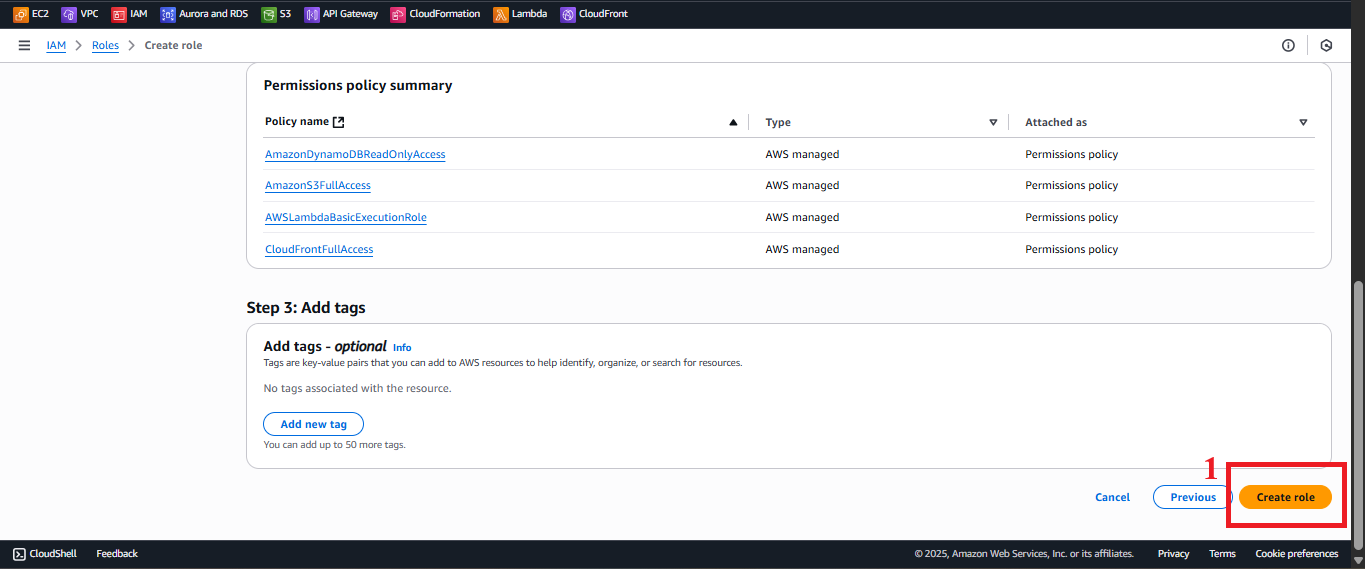 EC2 VPC IAM Aurora and RDS S3 API Gateway CloudFormation Lambda CloudFront
IAM Roles Create role
Permissions policy summary
Policy name Type Attached as
AmazonDynamoDBReadOnlyAccess AWS managed Permissions policy
AmazonS3FullAccess AWS managed Permissions policy
AWSLambdaBasicExecutionRole AWS managed Permissions policy
CloudFrontFullAccess AWS managed Permissions policy
Step 3: Add tags
Add tags - optional Info
Tags are key-value pairs that you can add to AWS resources to help identify, organize, or search for resources.
No tags associated with the resource.
Add new tag
You can add up to 50 more tags.
1
Cancel Previous Create role
CloudShell Feedback © 2025, Amazon Web Services, Inc. or its affiliates. Privacy Terms Cookie preferences